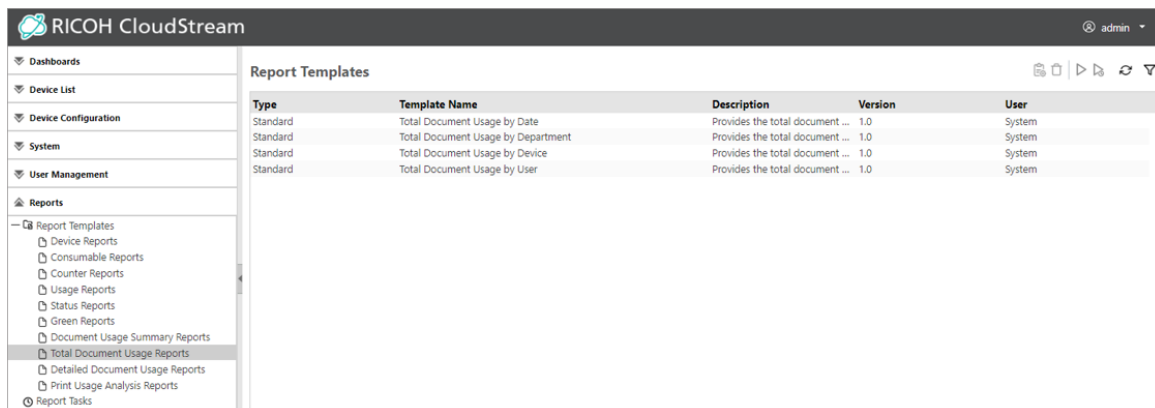 RICOH CloudStream
admin
Dashboards
Device List
Device Configuration
System
User Management
Reports
Report Templates
Device Reports
Consumable Reports
Counter Reports
Usage Reports
Status Reports
Green Reports
Document Usage Summary Reports
Total Document Usage Reports
Detailed Document Usage Reports
Print Usage Analysis Reports
Report Tasks
Report Templates
Type Template Name Description Version User
Standard Total Document Usage by Date Provides the total document ... 1.0 System
Standard Total Document Usage by Department Provides the total document ... 1.0 System
Standard Total Document Usage by Device Provides the total document ... 1.0 System
Standard Total Document Usage by User Provides the total document ... 1.0 System